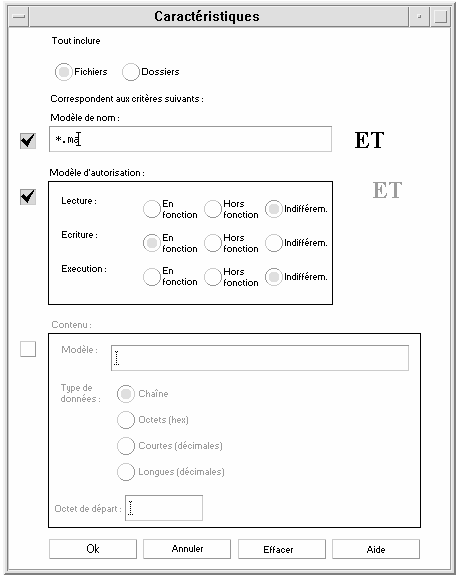 Caractéristiques
Tout inclure
Fichiers Dossiers
Correspondent aux critères suivants :
Modèle de nom :
*.ma
ET
Modèle d'autorisation :
ET
Lecture : En fonction Hors fonction Indifférem.
Ecriture : En fonction Hors fonction Indifférem.
Execution : En fonction Hors fonction Indifférem.
Contenu :
Modèle :
Type de données : Chaîne
Octets (hex)
Courtes (décimales)
Longues (décimales)
Octet de départ :
Ok Annuler Effacer Aide